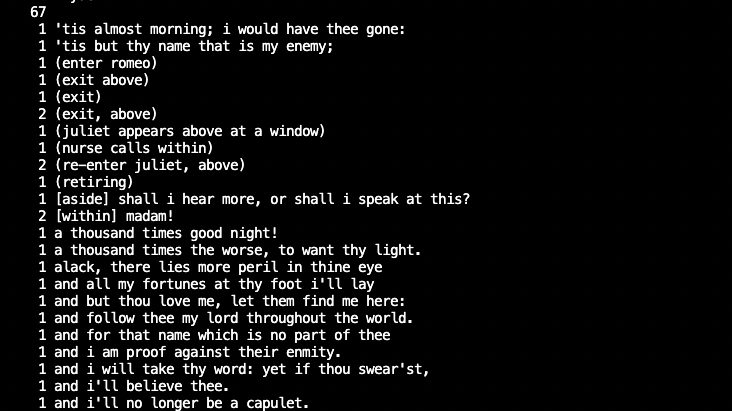 67
1 'tis almost morning; i would have thee gone:
1 'tis but thy name that is my enemy;
1 (enter romeo)
1 (exit above)
1 (exit)
2 (exit, above)
1 (juliet appears above at a window)
1 (nurse calls within)
2 (re-enter juliet, above)
1 (retiring)
1 [aside] shall i hear more, or shall i speak at this?
2 [within] madam!
1 a thousand times good night!
1 a thousand times the worse, to want thy light.
1 alack, there lies more peril in thine eye
1 and all my fortunes at thy foot i'll lay
1 and but thou love me, let them find me here:
1 and follow thee my lord throughout the world.
1 and for that name which is no part of thee
1 and i am proof against their enmity.
1 and i will take thy word: yet if thou swear'st,
1 and i'll believe thee.
1 and i'll no longer be a capulet.